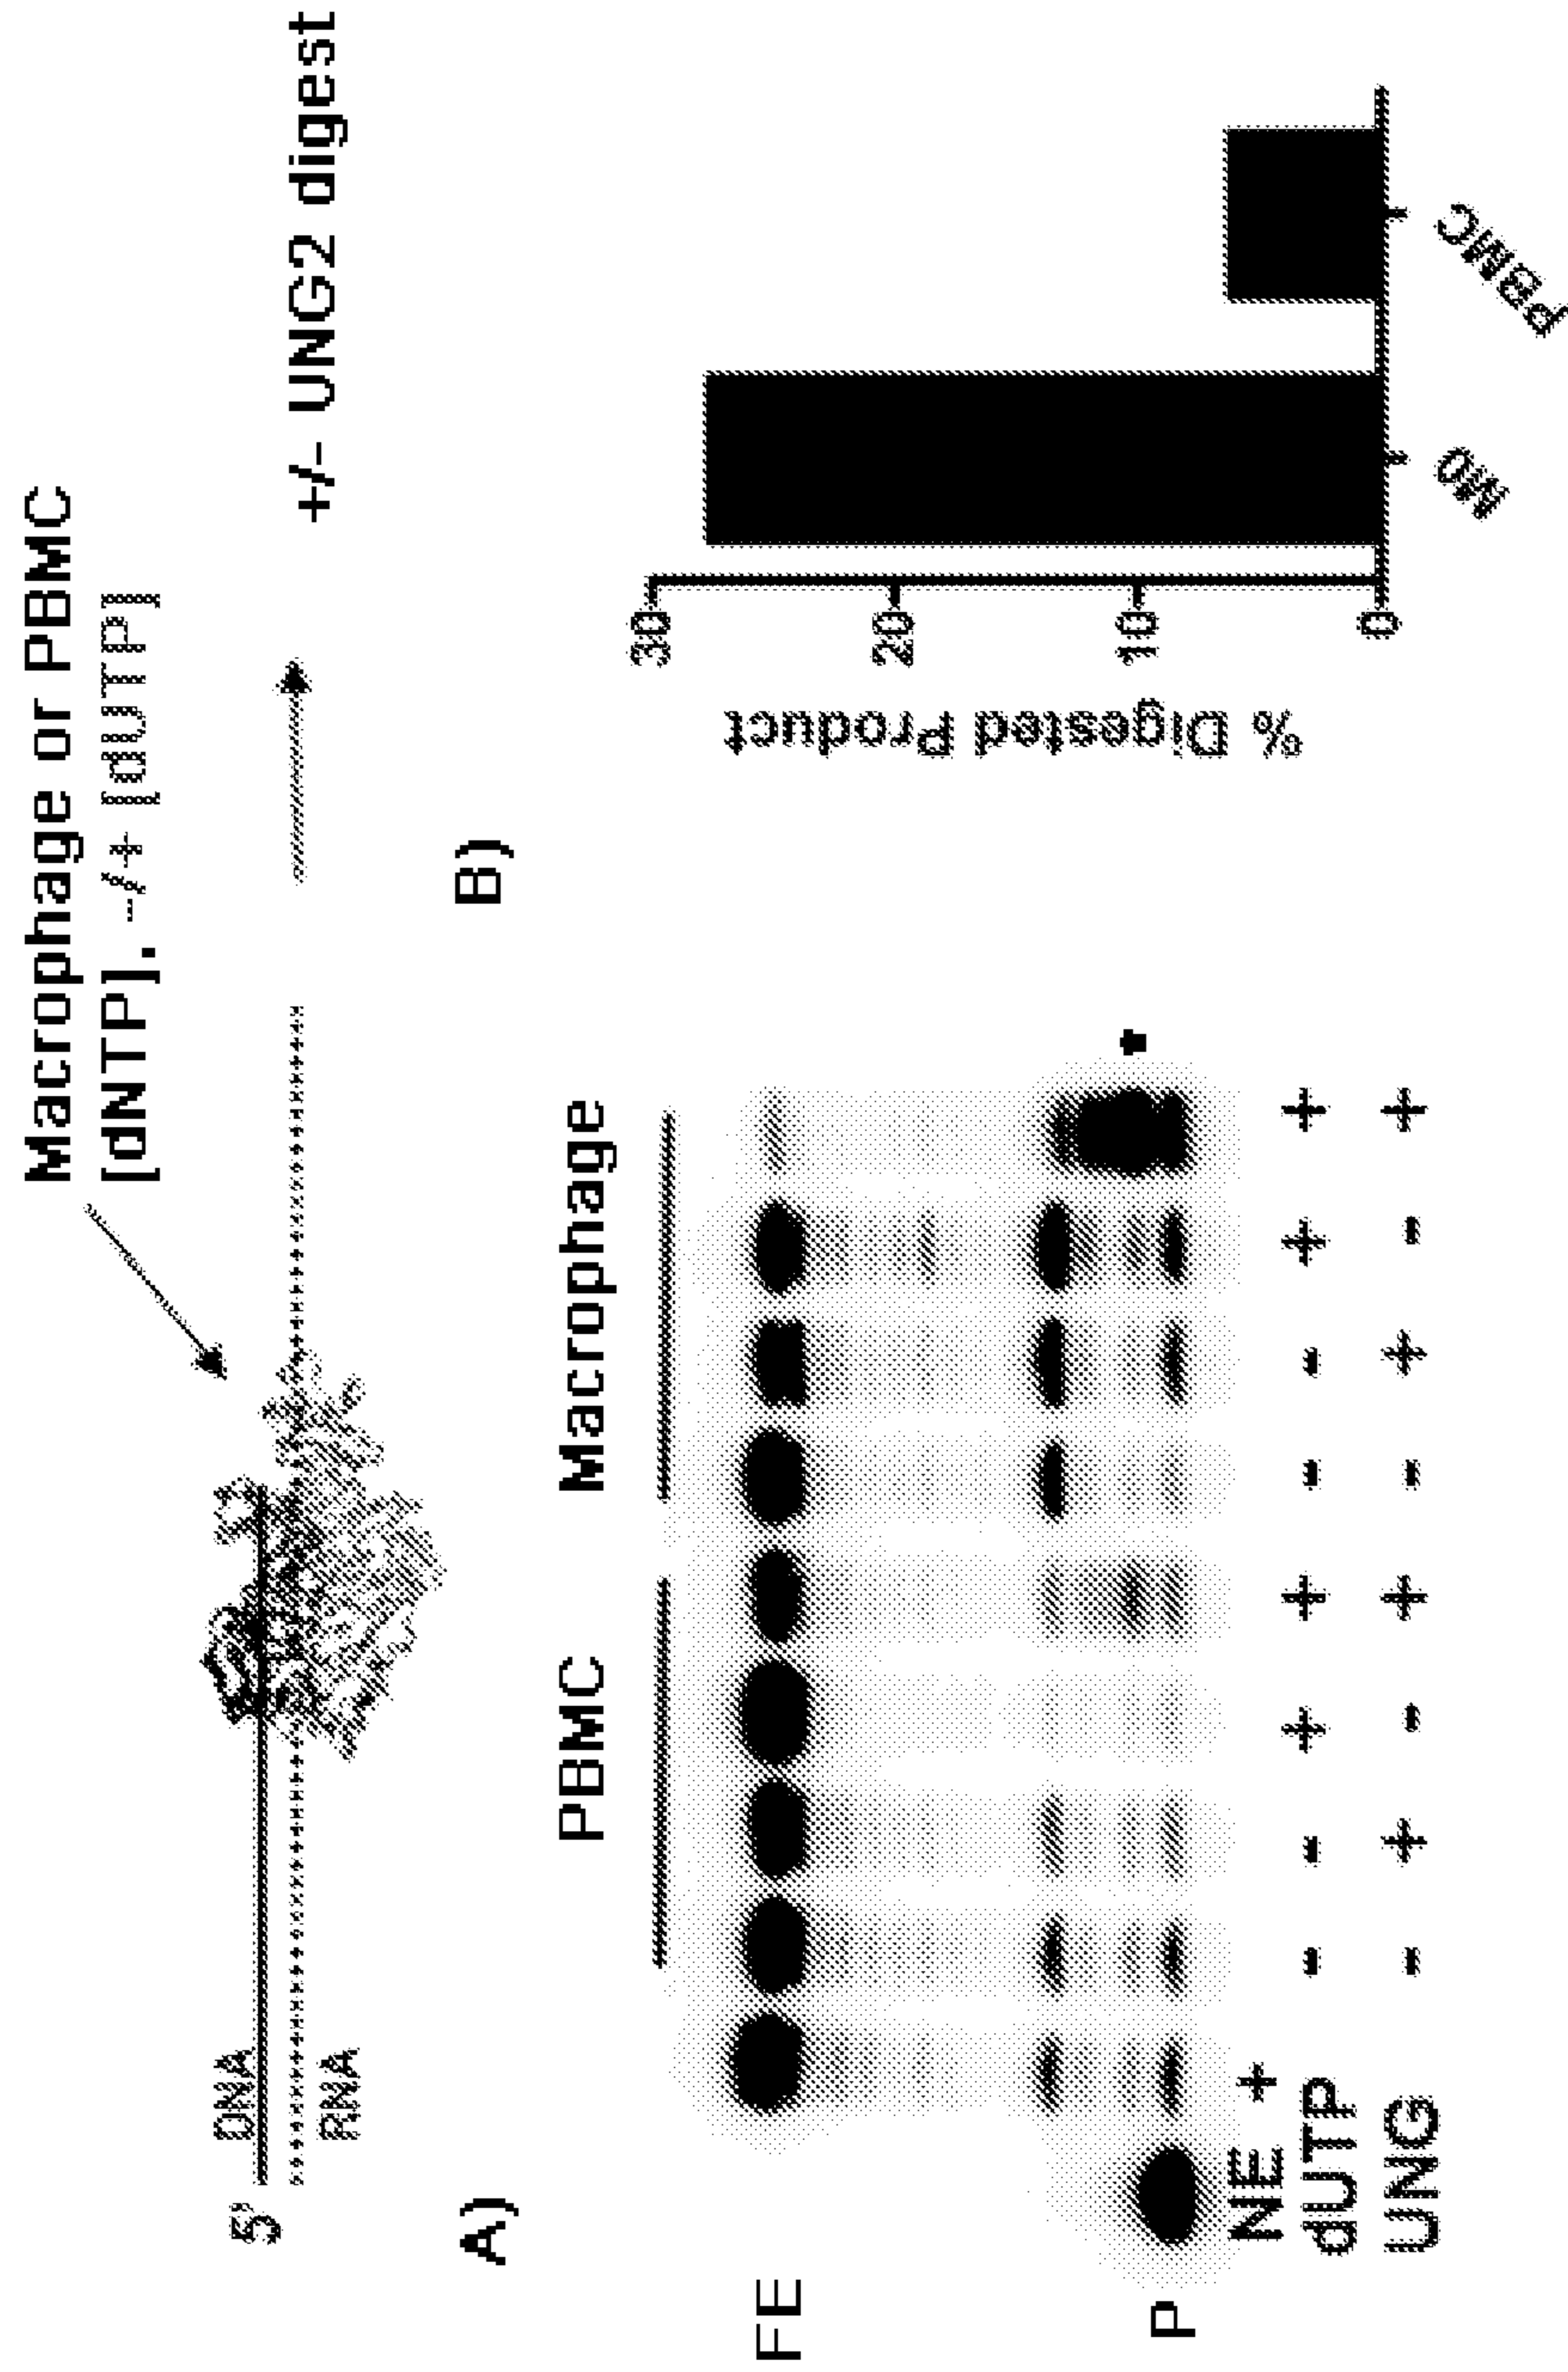 Macrophage or PBMC
[dNTP]. -/+ [dUTP]
5'
DNA
RNA
+/- UNG2 digest
A)
PBMC
Macrophage
FE
P
NE +
dUTP - - + + - - + +
UNG - + - + - + - +
B)
% Digested Product
30
20
10
0
MO
PBMC